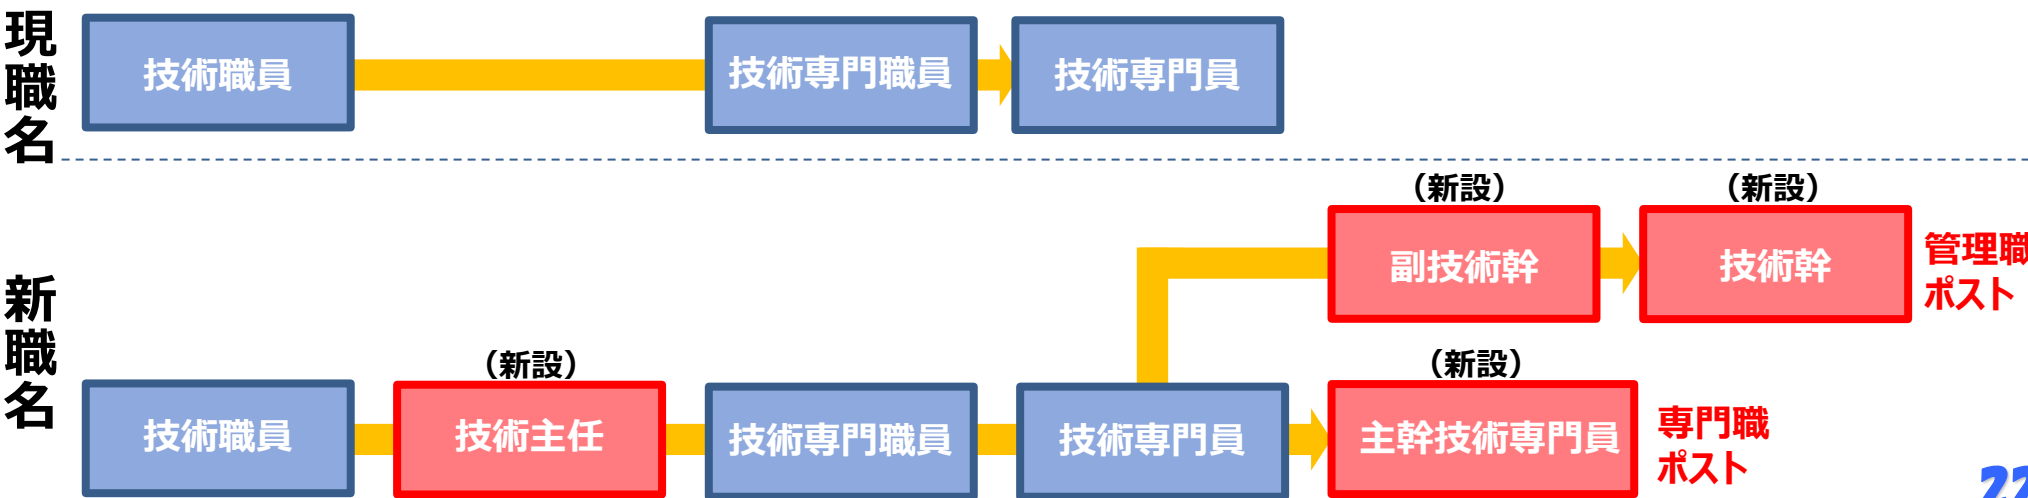 現職名
技術職員
技術専門職員
技術専門員
(新設)
(新設)
副技術幹
技術幹
管理職
ポスト
新職名
(新設)
(新設)
技術職員
技術主任
技術専門職員
技術専門員
主幹技術専門員
専門職
ポスト
22